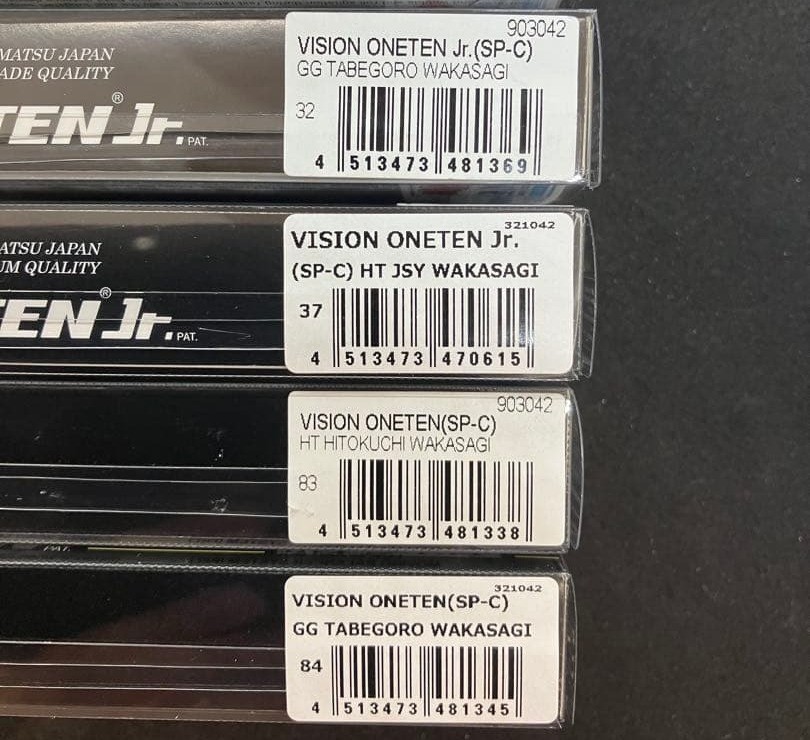 903042
VISION ONETEN Jr.(SP-C)
GG TABEGORO WAKASAGI
32
4 513473 481369
MATSU JAPAN
ADE QUALITY
TEN Jr.® PAT.
321042
VISION ONETEN Jr.
(SP-C) HT JSY WAKASAGI
37
4 513473 470615
ATSU JAPAN
UM QUALITY
EN Jr.® PAT.
903042
VISION ONETEN(SP-C)
HT HITOKUCHI WAKASAGI
83
4 513473 481338
PAT.
321042
VISION ONETEN(SP-C)
GG TABEGORO WAKASAGI
84
4 513473 481345